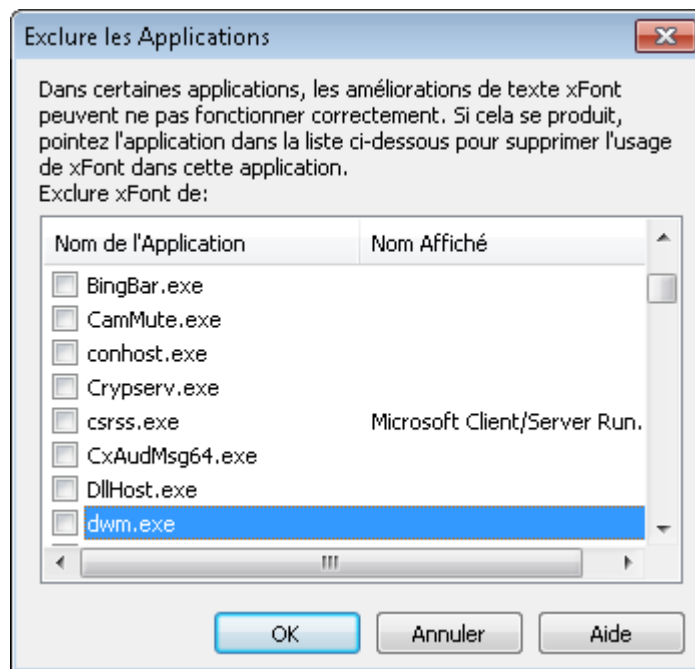 Exclure les Applications
Dans certaines applications, les améliorations de texte xFont
peuvent ne pas fonctionner correctement. Si cela se produit,
pointez l'application dans la liste ci-dessous pour supprimer l'usage
de xFont dans cette application.
Exclure xFont de:
Nom de l'Application Nom Affiché
BingBar.exe
CamMute.exe
conhost.exe
Crypserv.exe
csrss.exe Microsoft Client/Server Run.
CxAudMsg64.exe
DllHost.exe
dwm.exe
OK Annuler Aide